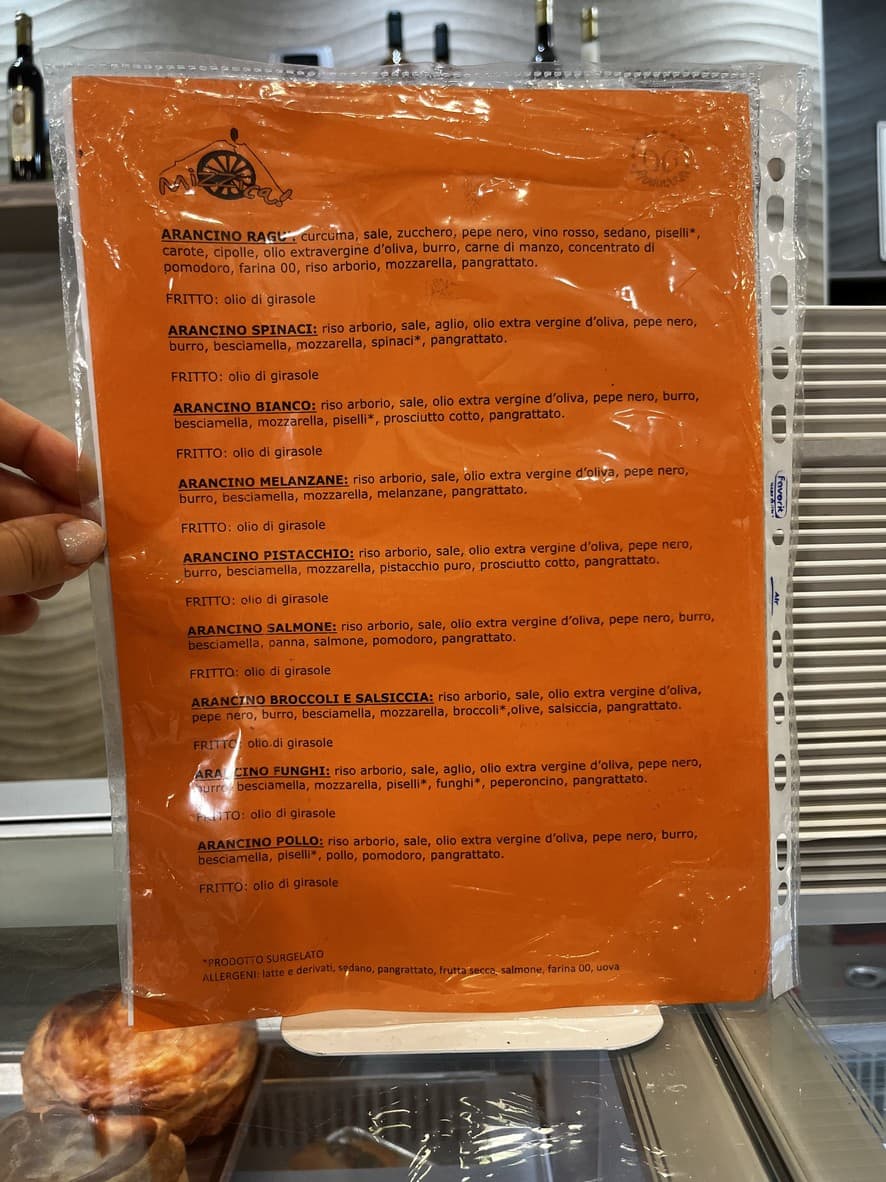 Mizzica!
ARANCINO RAGU': curcuma, sale, zucchero, pepe nero, vino rosso, sedano, piselli*,
carote, cipolle, olio extravergine d'oliva, burro, carne di manzo, concentrato di
pomodoro, farina 00, riso arborio, mozzarella, pangrattato.
FRITTO: olio di girasole
ARANCINO SPINACI: riso arborio, sale, aglio, olio extra vergine d'oliva, pepe nero,
burro, besciamella, mozzarella, spinaci*, pangrattato.
FRITTO: olio di girasole
ARANCINO BIANCO: riso arborio, sale, olio extra vergine d'oliva, pepe nero, burro,
besciamella, mozzarella, piselli*, prosciutto cotto, pangrattato.
FRITTO: olio di girasole
ARANCINO MELANZANE: riso arborio, sale, olio extra vergine d'oliva, pepe nero,
burro, besciamella, mozzarella, melanzane, pangrattato.
FRITTO: olio di girasole
ARANCINO PISTACCHIO: riso arborio, sale, olio extra vergine d'oliva, pepe nero,
burro, besciamella, mozzarella, pistacchio puro, prosciutto cotto, pangrattato.
FRITTO: olio di girasole
ARANCINO SALMONE: riso arborio, sale, olio extra vergine d'oliva, pepe nero, burro,
besciamella, panna, salmone, pomodoro, pangrattato.
FRITTO: olio di girasole
ARANCINO BROCCOLI E SALSICCIA: riso arborio, sale, olio extra vergine d'oliva,
pepe nero, burro, besciamella, mozzarella, broccoli*,olive, salsiccia, pangrattato.
FRITTO: olio di girasole
ARANCINO FUNGHI: riso arborio, sale, aglio, olio extra vergine d'oliva, pepe nero,
burro, besciamella, mozzarella, piselli*, funghi*, peperoncino, pangrattato.
FRITTO: olio di girasole
ARANCINO POLLO: riso arborio, sale, olio extra vergine d'oliva, pepe nero, burro,
besciamella, piselli*, pollo, pomodoro, pangrattato.
FRITTO: olio di girasole
*PRODOTTO SURGELATO
ALLERGENI: latte e derivati, sedano, pangrattato, frutta secca, salmone, farina 00, uova
Favorit
Air